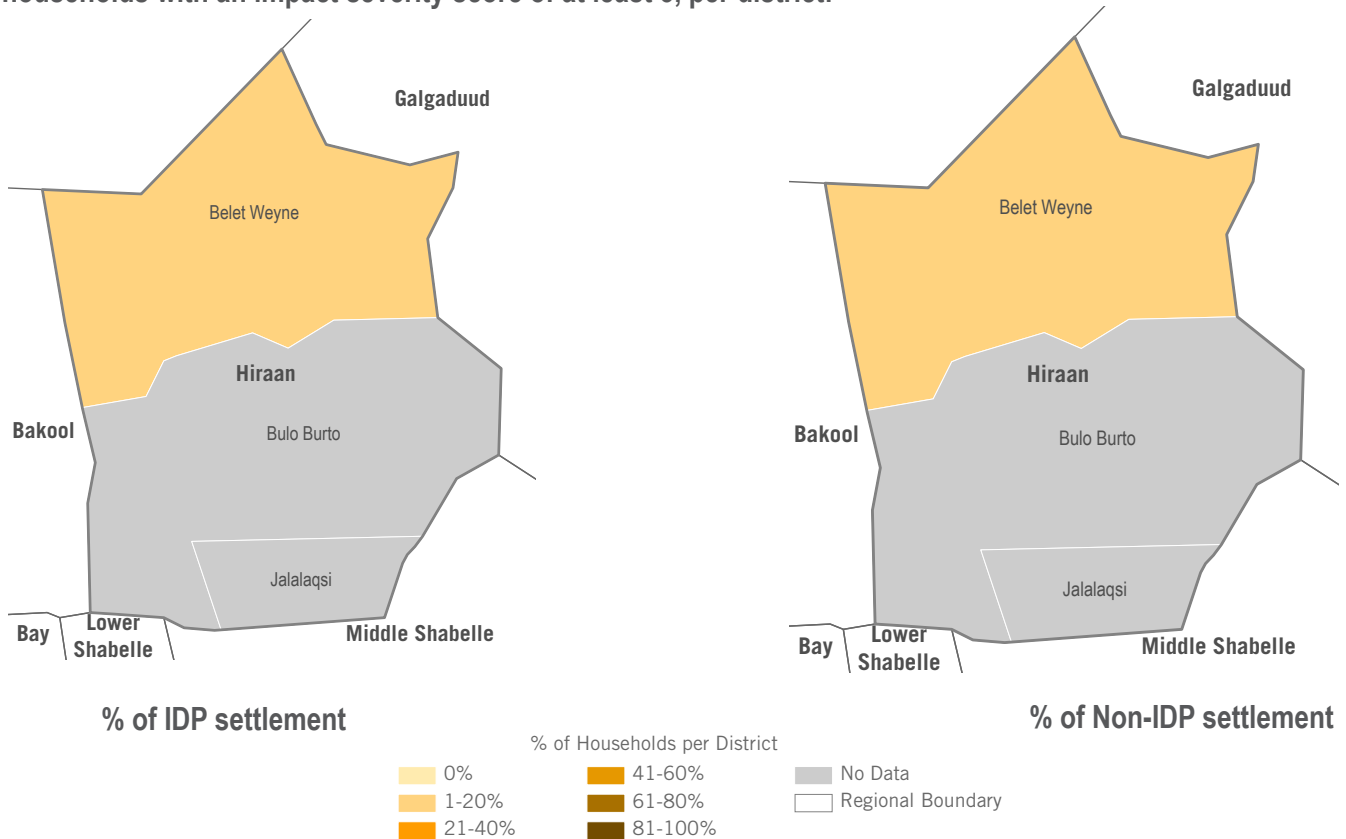 Galgaduud
Belet Weyne
Hiraan
Bakool
Bulo Burto
Jalalaqsi
Bay
Lower
Shabelle
Middle Shabelle
% of IDP settlement
Galgaduud
Belet Weyne
Hiraan
Bakool
Bulo Burto
Jalalaqsi
Bay
Lower
Shabelle
Middle Shabelle
% of Non-IDP settlement
% of Households per District
0%
1-20%
21-40%
41-60%
61-80%
81-100%
No Data
Regional Boundary